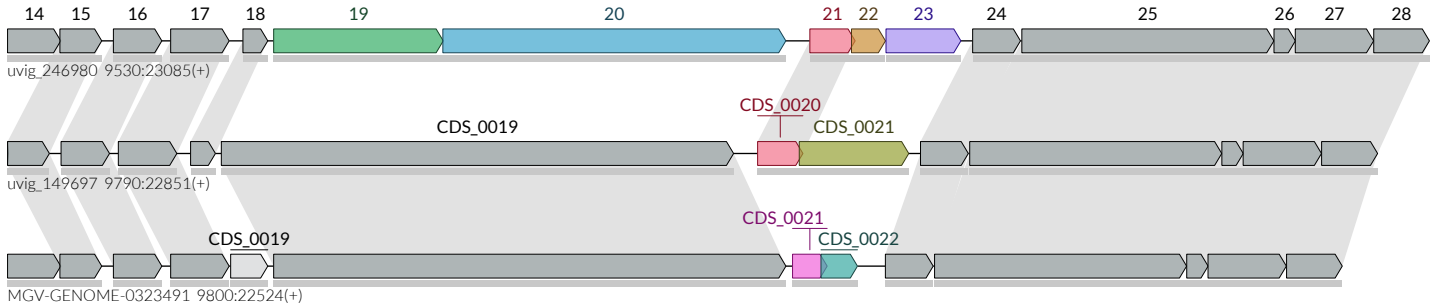 14 15 16 17 18 19 20 21 22 23 24 25 26 27 28
uvig_246980 9530:23085(+)
CDS_0020
CDS_0019 CDS_0021
uvig_149697 9790:22851(+)
CDS_0021
CDS_0019 CDS_0022
MGV-GENOME-0323491 9800:22524(+)